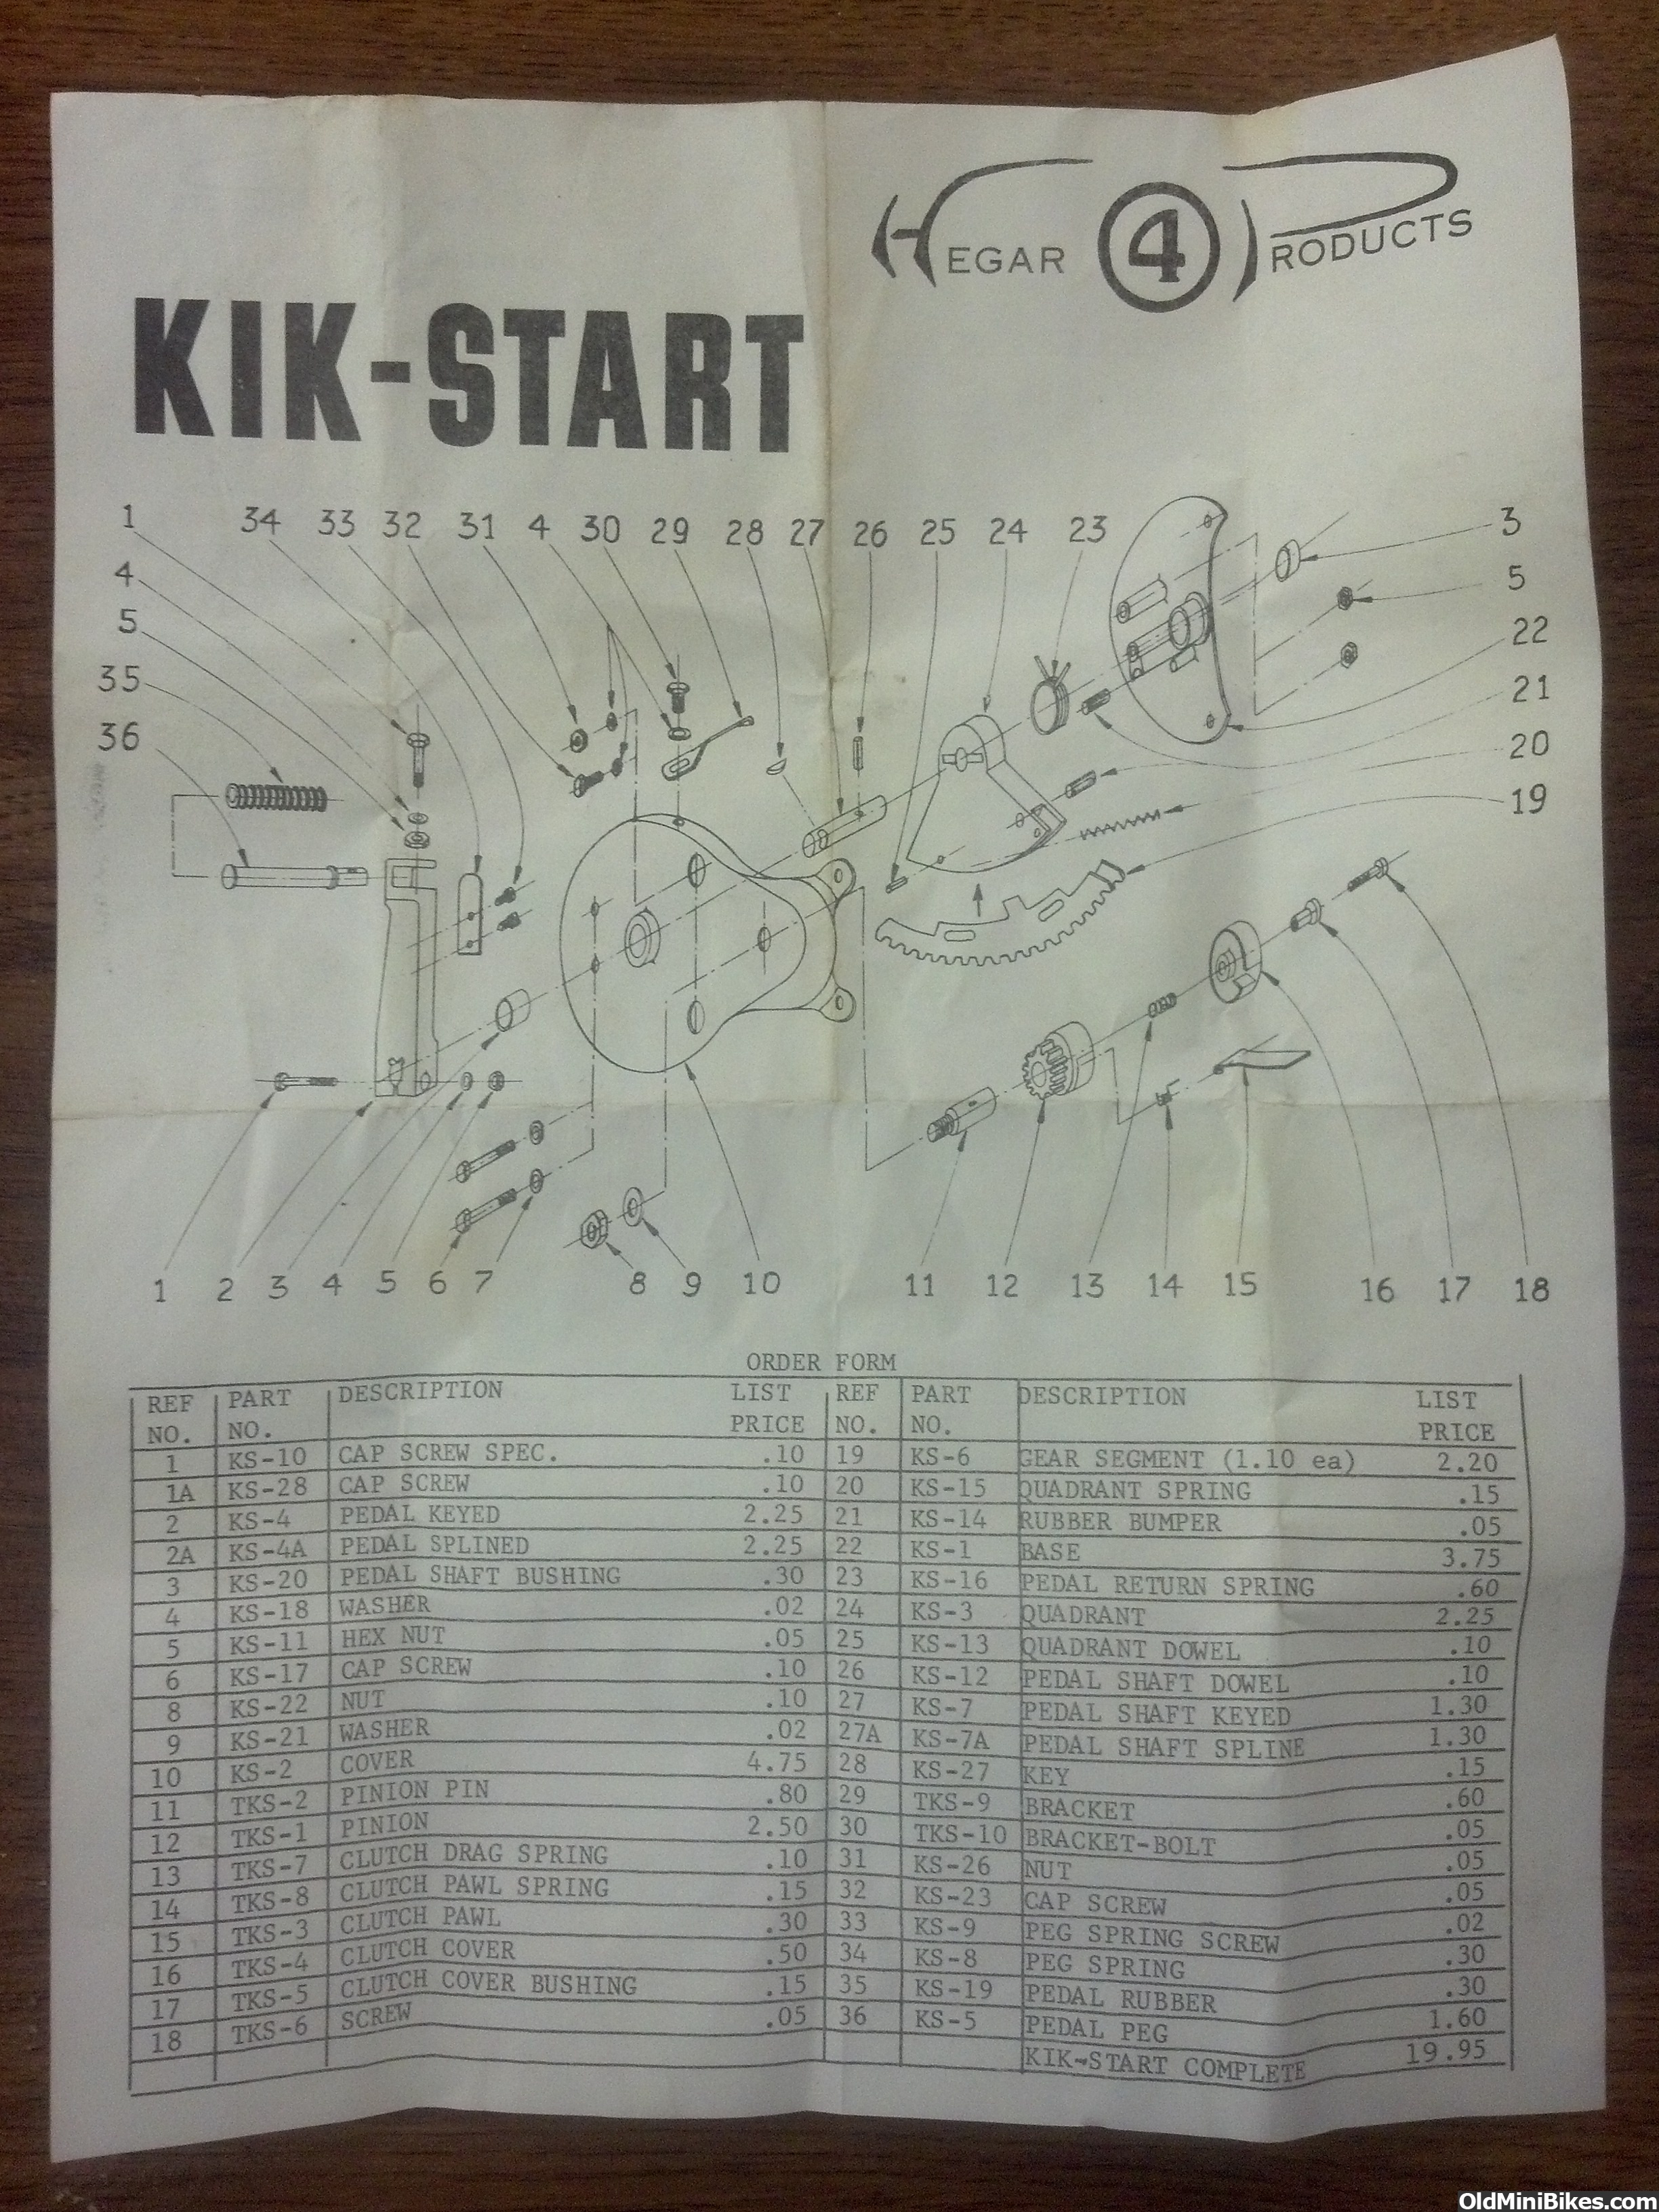 HEGAR 4 PRODUCTS
KIK-START
1 34 33 32 31 4 30 29 28 27 26 25 24 23 3
4 5
5 22
35 21
36 20
19
1 2 3 4 5 6 7 8 9 10 11 12 13 14 15 16 17 18
ORDER FORM
REF NO. PART NO. DESCRIPTION LIST PRICE REF NO. PART NO. DESCRIPTION LIST PRICE
1 KS-10 CAP SCREW SPEC. .10 19 KS-6 GEAR SEGMENT (1.10 ea) 2.20
1A KS-28 CAP SCREW .10 20 KS-15 QUADRANT SPRING .15
2 KS-4 PEDAL KEYED 2.25 21 KS-14 RUBBER BUMPER .05
2A KS-4A PEDAL SPLINED 2.25 22 KS-1 BASE 3.75
3 KS-20 PEDAL SHAFT BUSHING .30 23 KS-16 PEDAL RETURN SPRING .60
4 KS-18 WASHER .02 24 KS-3 QUADRANT 2.25
5 KS-11 HEX NUT .05 25 KS-13 QUADRANT DOWEL .10
6 KS-17 CAP SCREW .10 26 KS-12 PEDAL SHAFT DOWEL .10
8 KS-22 NUT .10 27 KS-7 PEDAL SHAFT KEYED 1.30
9 KS-21 WASHER .02 27A KS-7A PEDAL SHAFT SPLINE 1.30
10 KS-2 COVER 4.75 28 KS-27 KEY .15
11 TKS-2 PINION PIN .80 29 TKS-9 BRACKET .60
12 TKS-1 PINION 2.50 30 TKS-10 BRACKET-BOLT .05
13 TKS-7 CLUTCH DRAG SPRING .10 31 KS-26 NUT .05
14 TKS-8 CLUTCH PAWL SPRING .15 32 KS-23 CAP SCREW .05
15 TKS-3 CLUTCH PAWL .30 33 KS-9 PEG SPRING SCREW .02
16 TKS-4 CLUTCH COVER .50 34 KS-8 PEG SPRING .30
17 TKS-5 CLUTCH COVER BUSHING .15 35 KS-19 PEDAL RUBBER .30
18 TKS-6 SCREW .05 36 KS-5 PEDAL PEG 1.60
KIK-START COMPLETE 19.95
OldMiniBikes.com